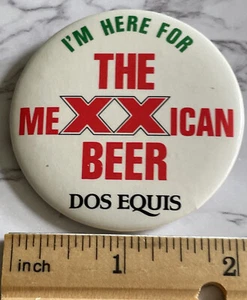 I'M HERE FOR
THE
MEXXICAN
BEER
DOS EQUIS
inch 1 2